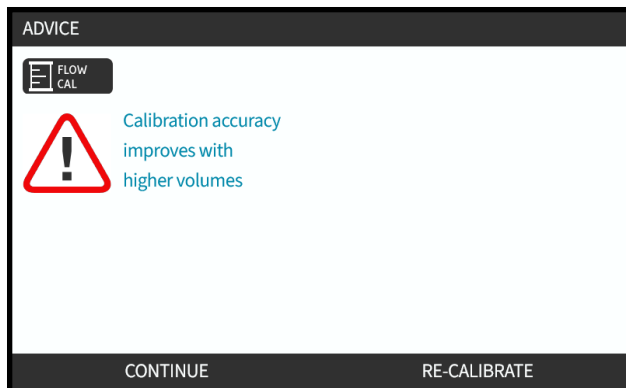 ADVICE
FLOW
CAL
Calibration accuracy
improves with
higher volumes
CONTINUE
RE-CALIBRATE